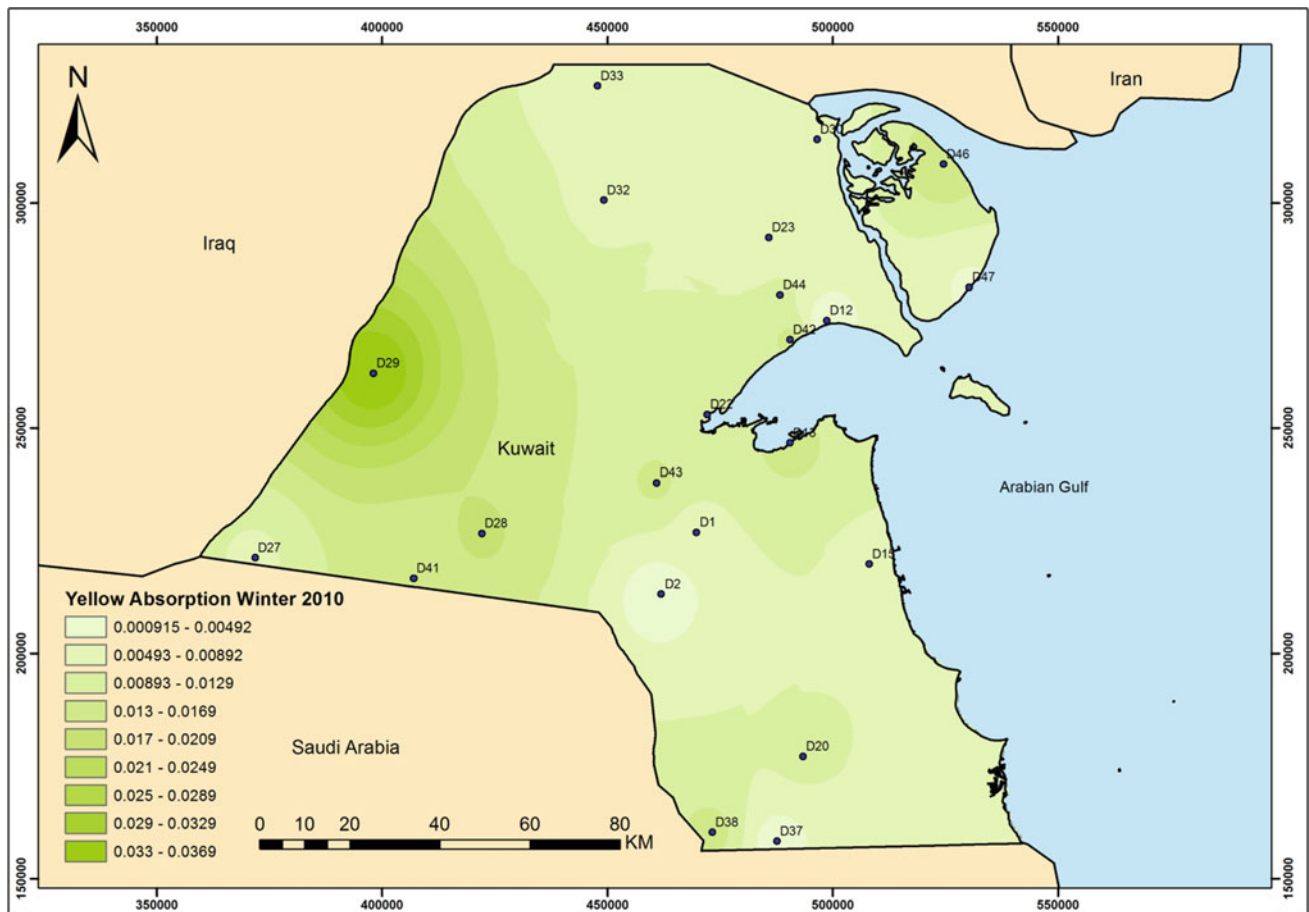 350000 400000 450000 500000 550000
N
Iran
D33
D30
D46
300000 300000
D32
D23
Iraq
D44
D47
D12
D42
D29
D22
250000 250000
D13
Kuwait
D43
Arabian Gulf
D28
D1
D27
D15
D41
D2
Yellow Absorption Winter 2010
0.000915 - 0.00492
0.00493 - 0.00892
0.00893 - 0.0129
0.013 - 0.0169
0.017 - 0.0209
0.021 - 0.0249
0.025 - 0.0289
0.029 - 0.0329
0.033 - 0.0369
200000 200000
Saudi Arabia
D20
D38
D37
0 10 20 40 60 80
KM
150000 150000
350000 400000 450000 500000 550000